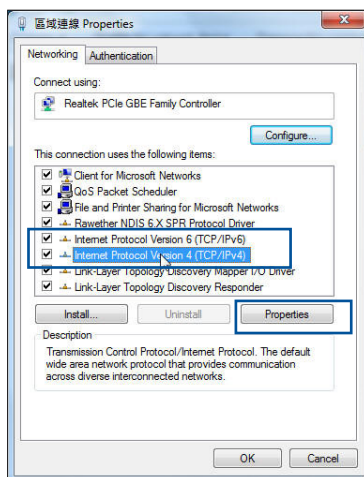 區域連線 Properties
Networking Authentication
Connect using:
Realtek PCIe GBE Family Controller
Configure...
This connection uses the following items:
Client for Microsoft Networks
QoS Packet Scheduler
File and Printer Sharing for Microsoft Networks
Rawether NDIS 6.X SPR Protocol Driver
Internet Protocol Version 6 (TCP/IPv6)
Internet Protocol Version 4 (TCP/IPv4)
Link-Layer Topology Discovery Mapper I/O Driver
Link-Layer Topology Discovery Responder
Install... Uninstall Properties
Description
Transmission Control Protocol/Internet Protocol. The default
wide area network protocol that provides communication
across diverse interconnected networks.
OK Cancel